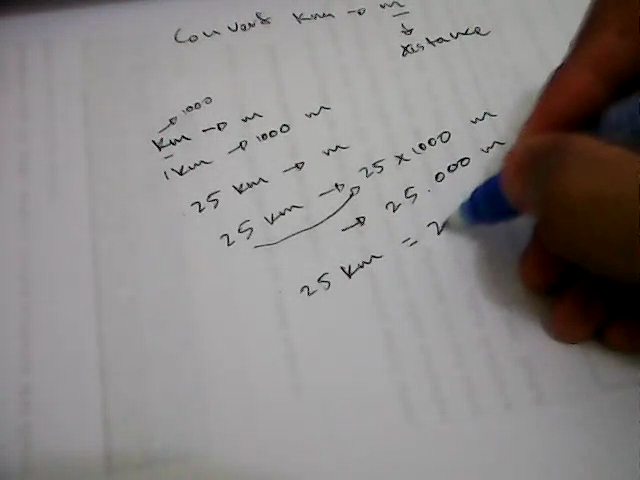 Convert km → m
↓
distance
→ 1000
km → m
1km → 1000 m
25 km → m
25 km → 25 × 1000 m
→ 25.000 m
25 km = 2